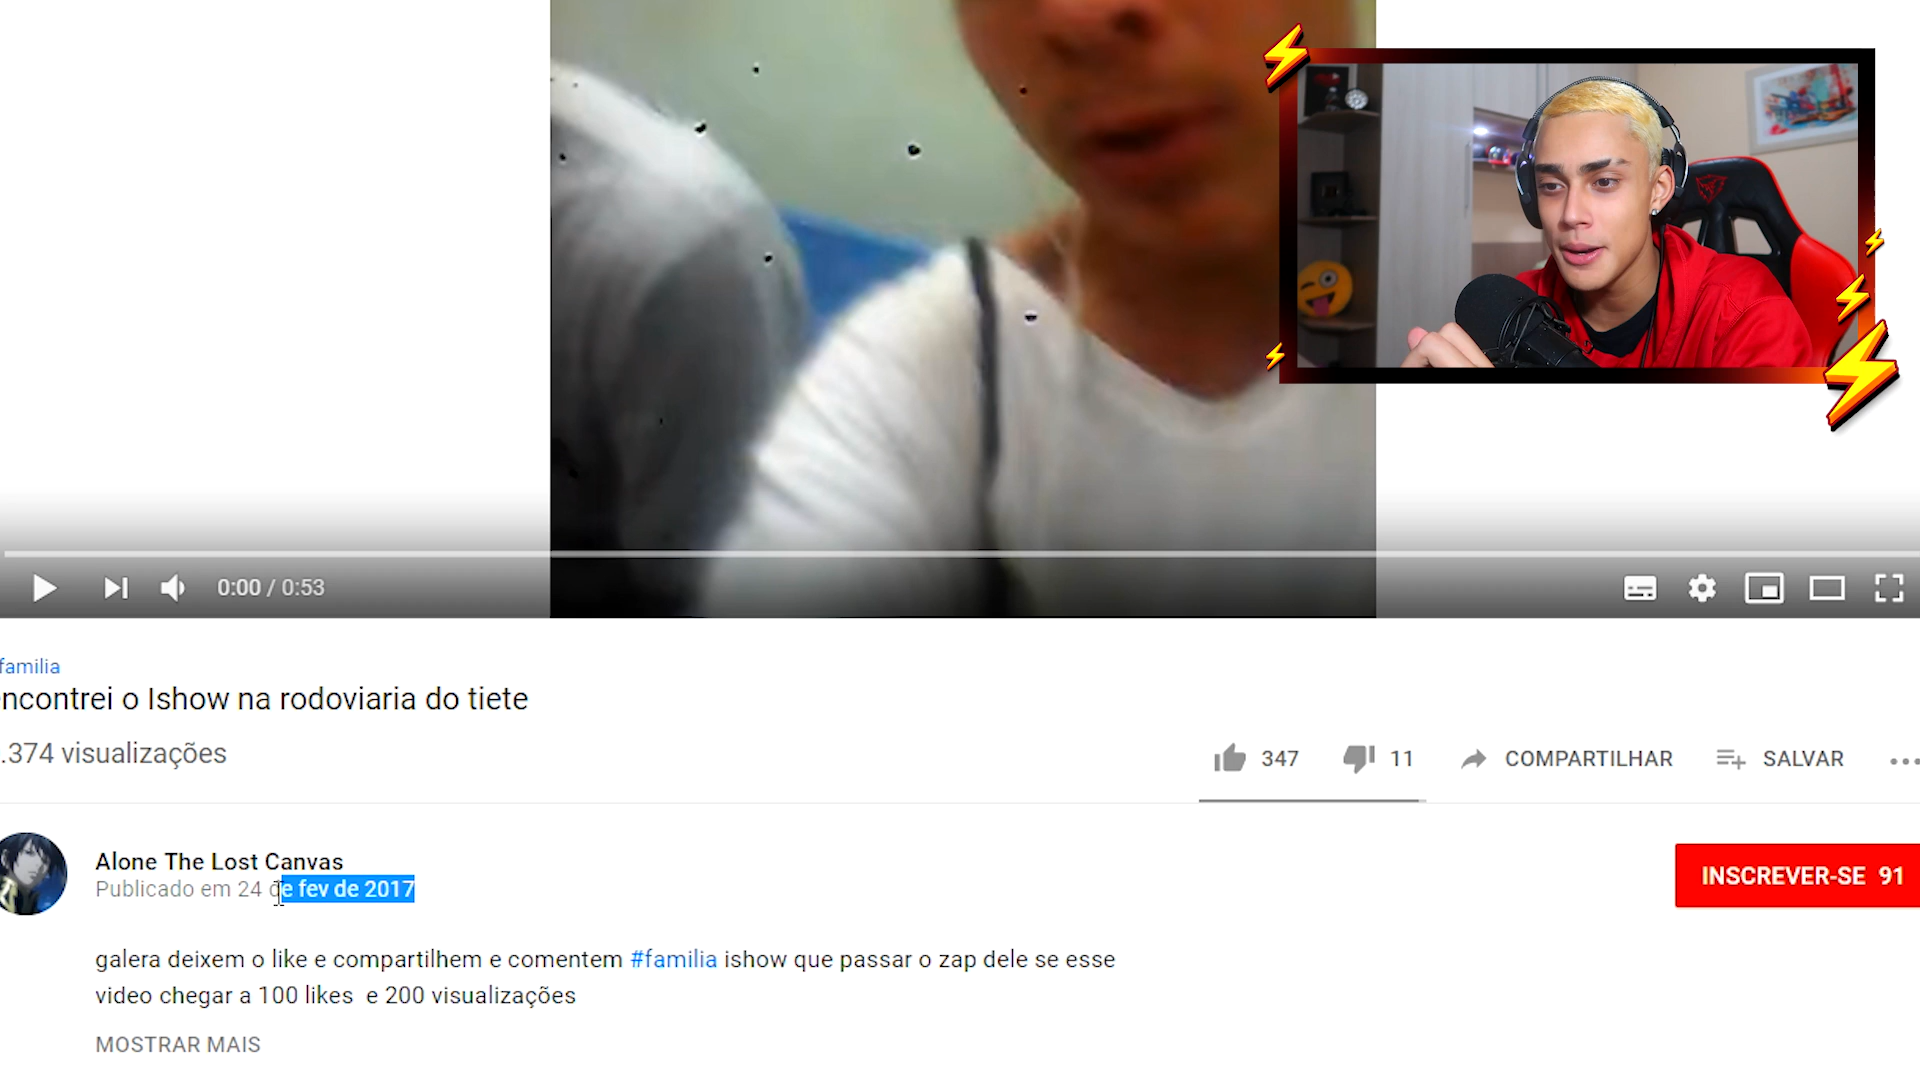 0:00 / 0:53
familia
encontrei o Ishow na rodoviaria do tiete
.374 visualizações
347
11
COMPARTILHAR
SALVAR
Alone The Lost Canvas
Publicado em 24 de fev de 2017
INSCREVER-SE 91
galera deixem o like e compartilhem e comentem #familia ishow que passar o zap dele se esse
video chegar a 100 likes e 200 visualizações
MOSTRAR MAIS